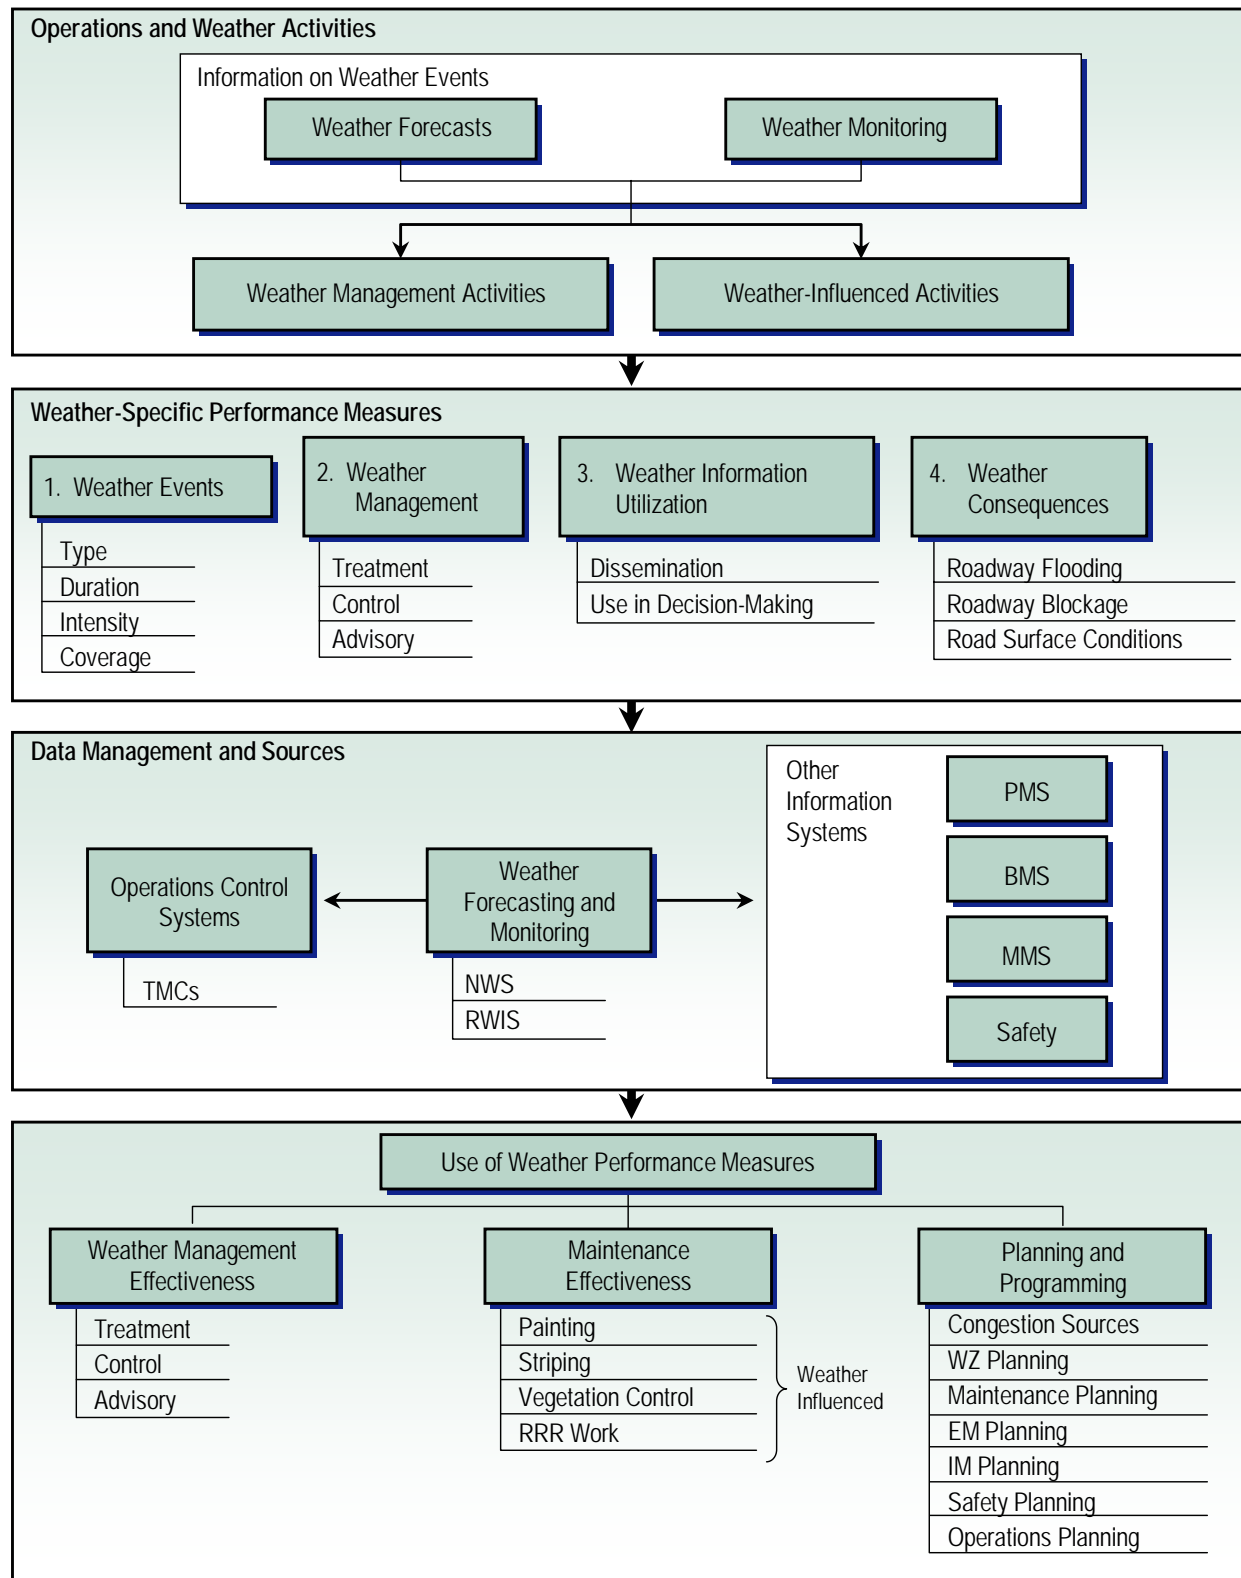 Operations and Weather Activities
Information on Weather Events
Weather Forecasts
Weather Monitoring
Weather Management Activities
Weather-Influenced Activities
Weather-Specific Performance Measures
1. Weather Events
Type
Duration
Intensity
Coverage
2. Weather
Management
Treatment
Control
Advisory
3. Weather Information
Utilization
Dissemination
Use in Decision-Making
4. Weather
Consequences
Roadway Flooding
Roadway Blockage
Road Surface Conditions
Data Management and Sources
Operations Control
Systems
TMCs
Weather
Forecasting and
Monitoring
NWS
RWIS
Other
Information
Systems
PMS
BMS
MMS
Safety
Use of Weather Performance Measures
Weather Management
Effectiveness
Treatment
Control
Advisory
Maintenance
Effectiveness
Painting
Striping
Vegetation Control
RRR Work
Weather
Influenced
Planning and
Programming
Congestion Sources
WZ Planning
Maintenance Planning
EM Planning
IM Planning
Safety Planning
Operations Planning